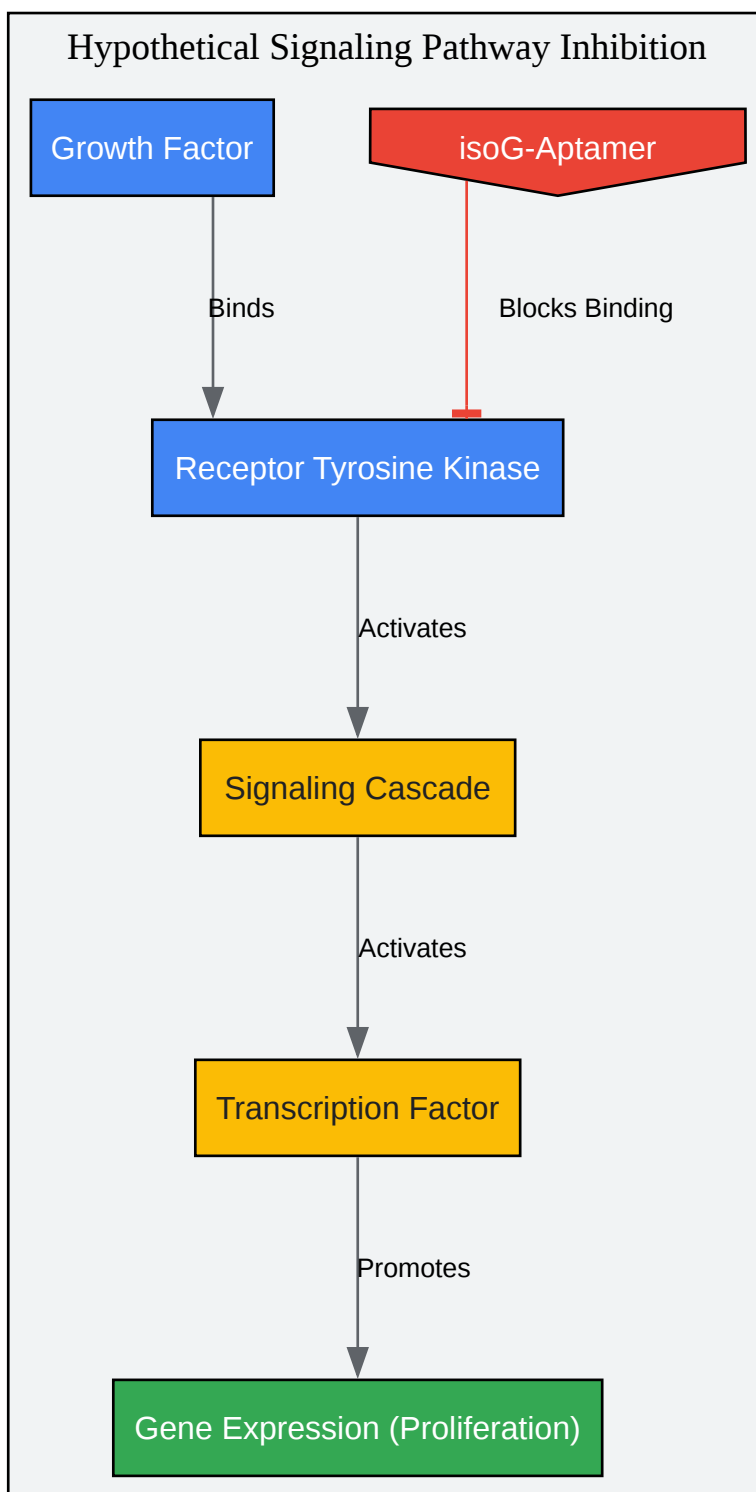 Hypothetical Signaling Pathway Inhibition
Growth Factor
isoG-Aptamer
Binds
Blocks Binding
Receptor Tyrosine Kinase
Activates
Signaling Cascade
Activates
Transcription Factor
Promotes
Gene Expression (Proliferation)